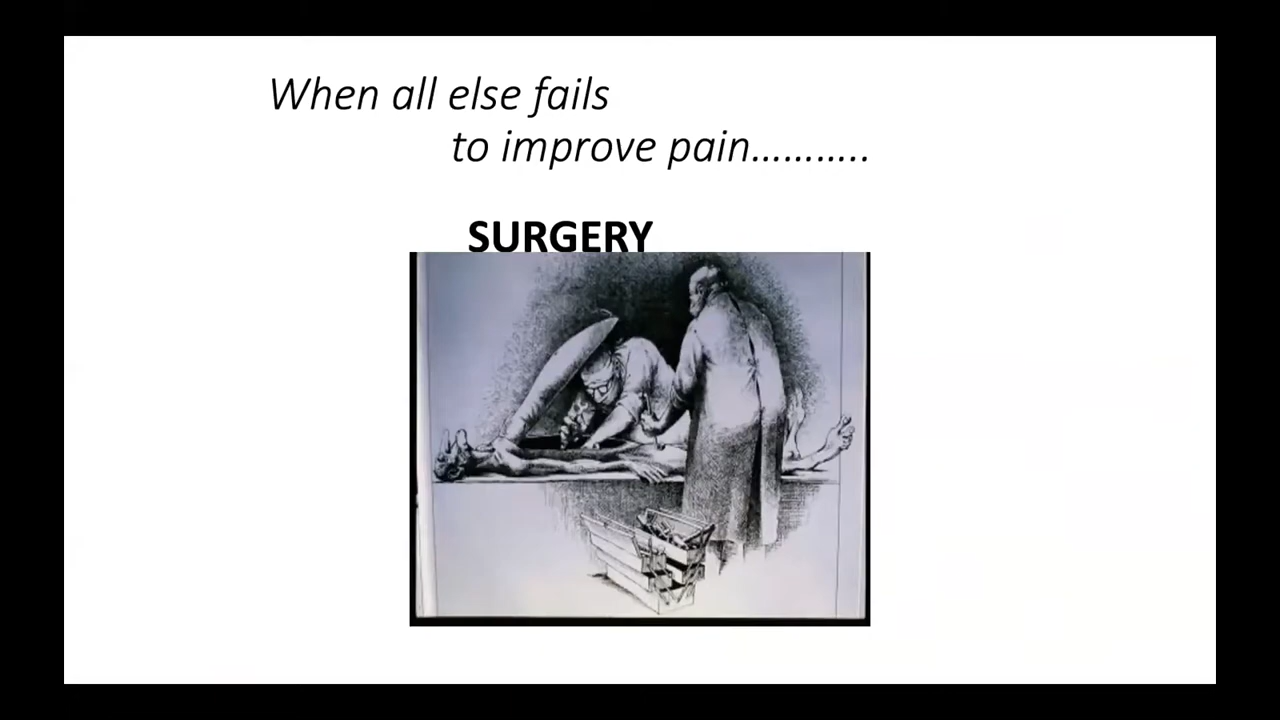 When all else fails
to improve pain………..
SURGERY